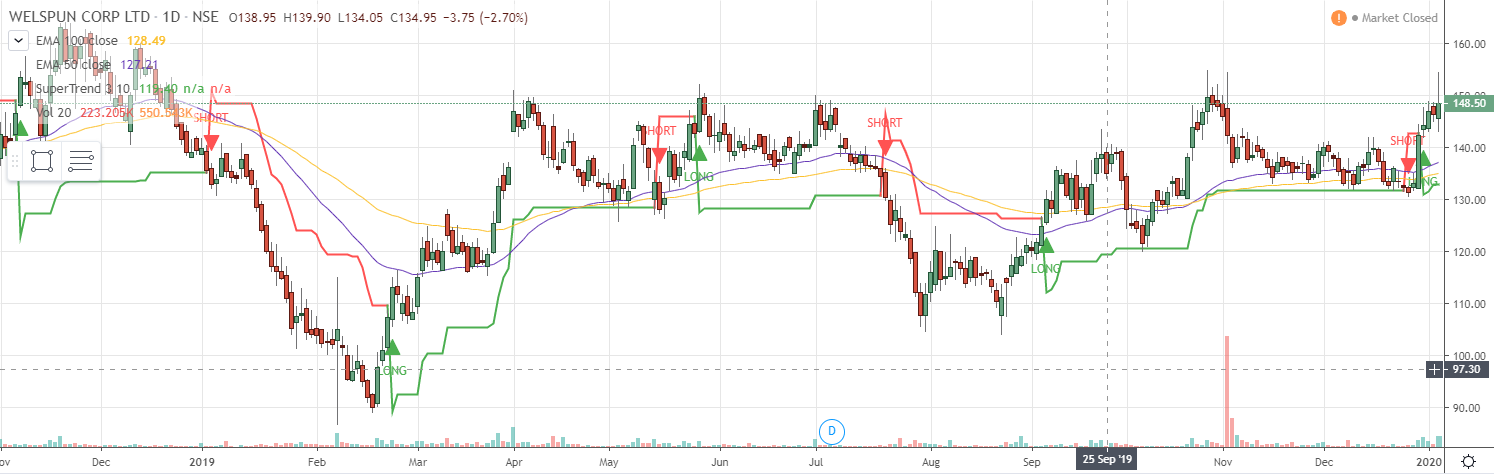 WELSPUN CORP LTD · 1D · NSE O138.95 H139.90 L134.05 C134.95 −3.75 (−2.70%)
! Market Closed
EMA 100 close 128.49
EMA 50 close 127.21
SuperTrend 3 10 n/a n/a
Vol 20 223.205K
160.00
148.50
140.00
130.00
120.00
110.00
100.00
97.30
90.00
SHORT
SHORT
SHORT
SHORT
LONG
LONG
LONG
LONG
D
Dec 2019 Feb Mar Apr May Jun Jul Aug Sep 25 Sep '19 Nov Dec 2020